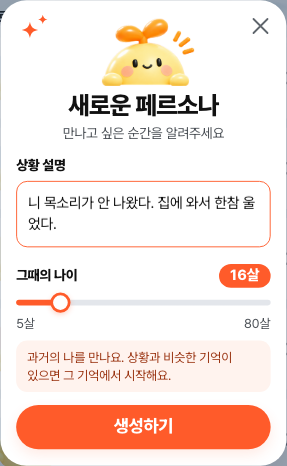 새로운 페르소나
만나고 싶은 순간을 알려주세요
상황 설명
니 목소리가 안 나왔다. 집에 와서 한참 울
었다.
그때의 나이
16살
5살
80살
과거의 나를 만나요. 상황과 비슷한 기억이
있으면 그 기억에서 시작해요.
생성하기